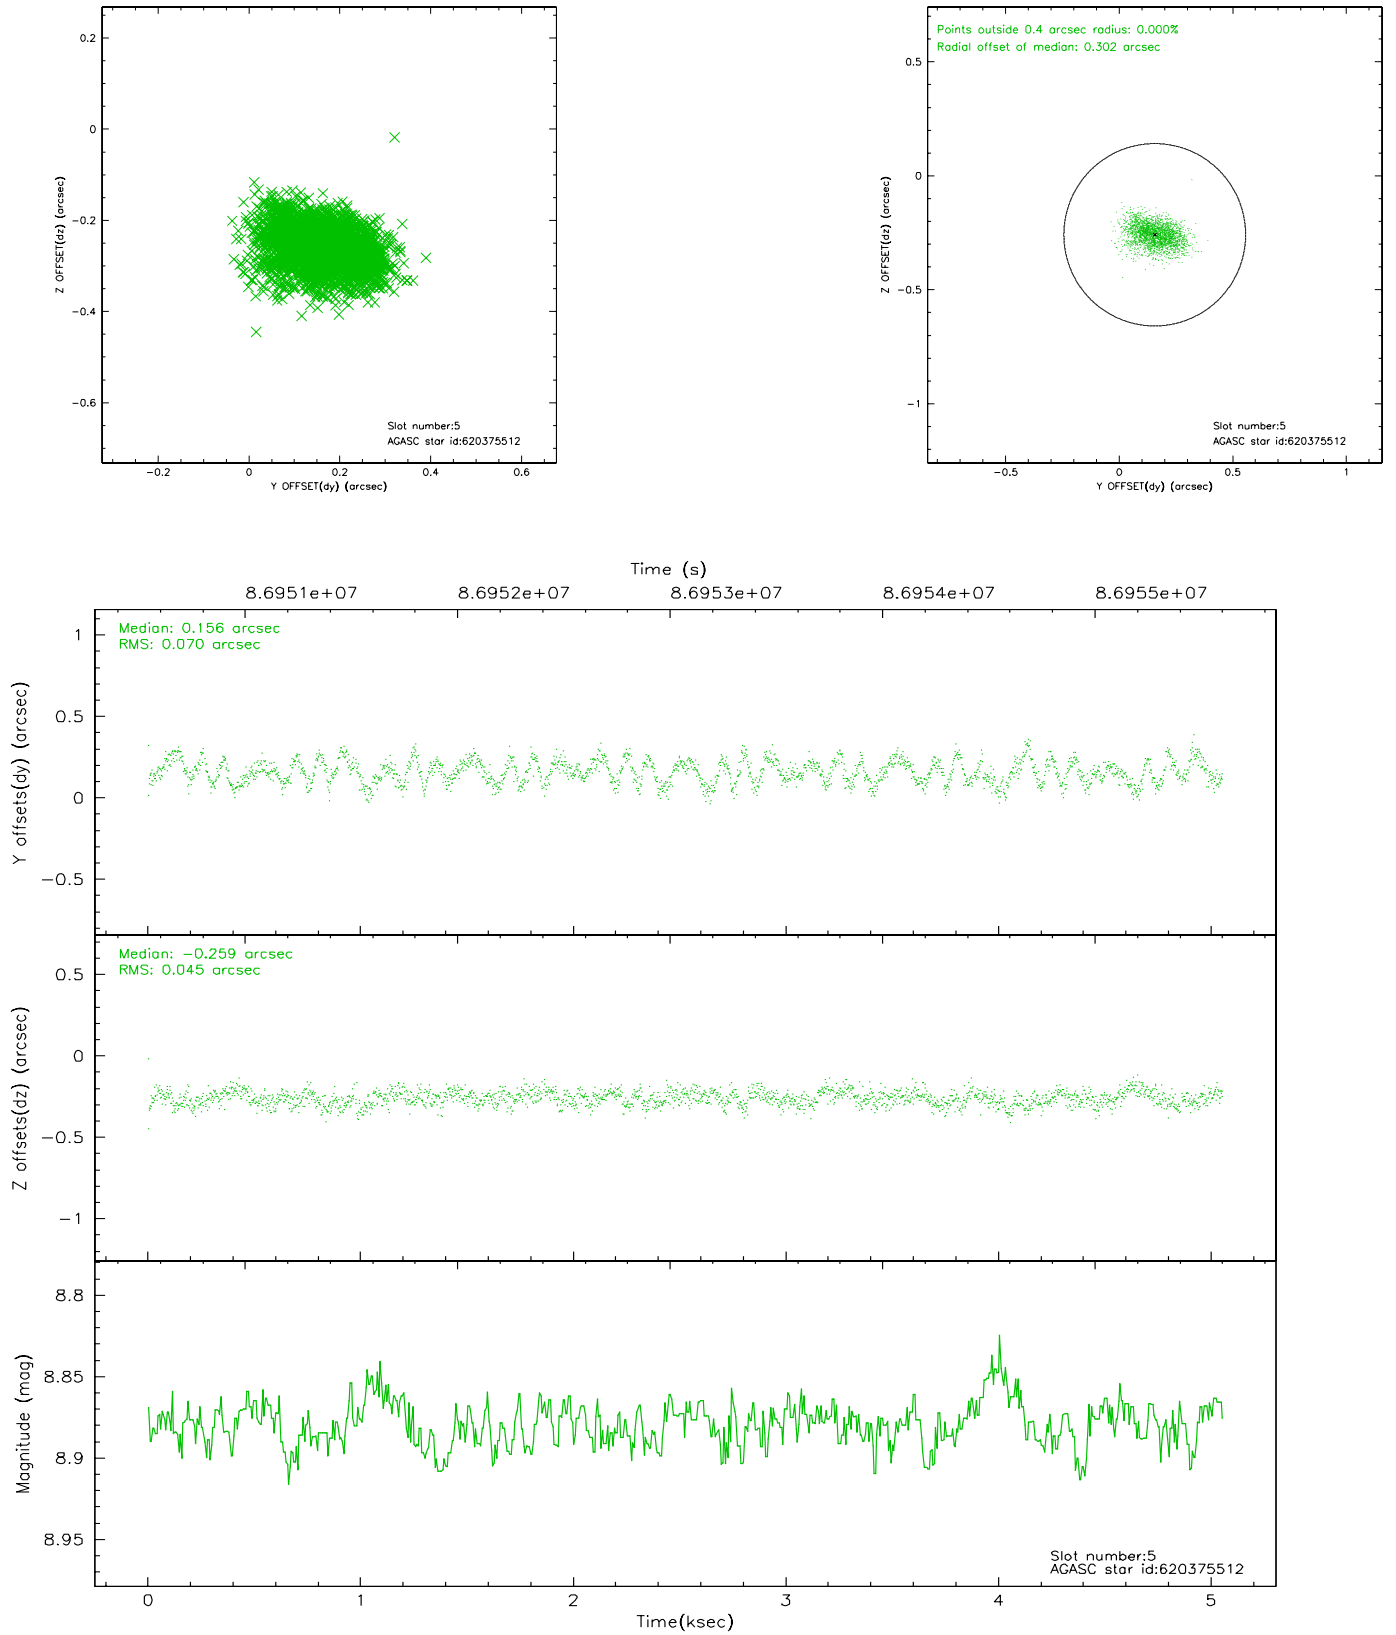 0.2
0
−0.2
−0.4
−0.6
Z OFFSET(dz) (arcsec)
Slot number:5
AGASC star id:620375512
−0.2 0 0.2 0.4 0.6
Y OFFSET(dy) (arcsec)
Points outside 0.4 arcsec radius: 0.000%
Radial offset of median: 0.302 arcsec
0.5
0
−0.5
−1
Z OFFSET(dz) (arcsec)
Slot number:5
AGASC star id:620375512
−0.5 0 0.5 1
Y OFFSET(dy) (arcsec)
Time (s)
8.6951e+07 8.6952e+07 8.6953e+07 8.6954e+07 8.6955e+07
Median: 0.156 arcsec
RMS: 0.070 arcsec
1
0.5
0
−0.5
Y offsets(dy) (arcsec)
Median: −0.259 arcsec
RMS: 0.045 arcsec
0.5
0
−0.5
−1
Z offsets(dz) (arcsec)
8.8
8.85
8.9
8.95
Magnitude (mag)
Slot number:5
AGASC star id:620375512
0 1 2 3 4 5
Time(ksec)